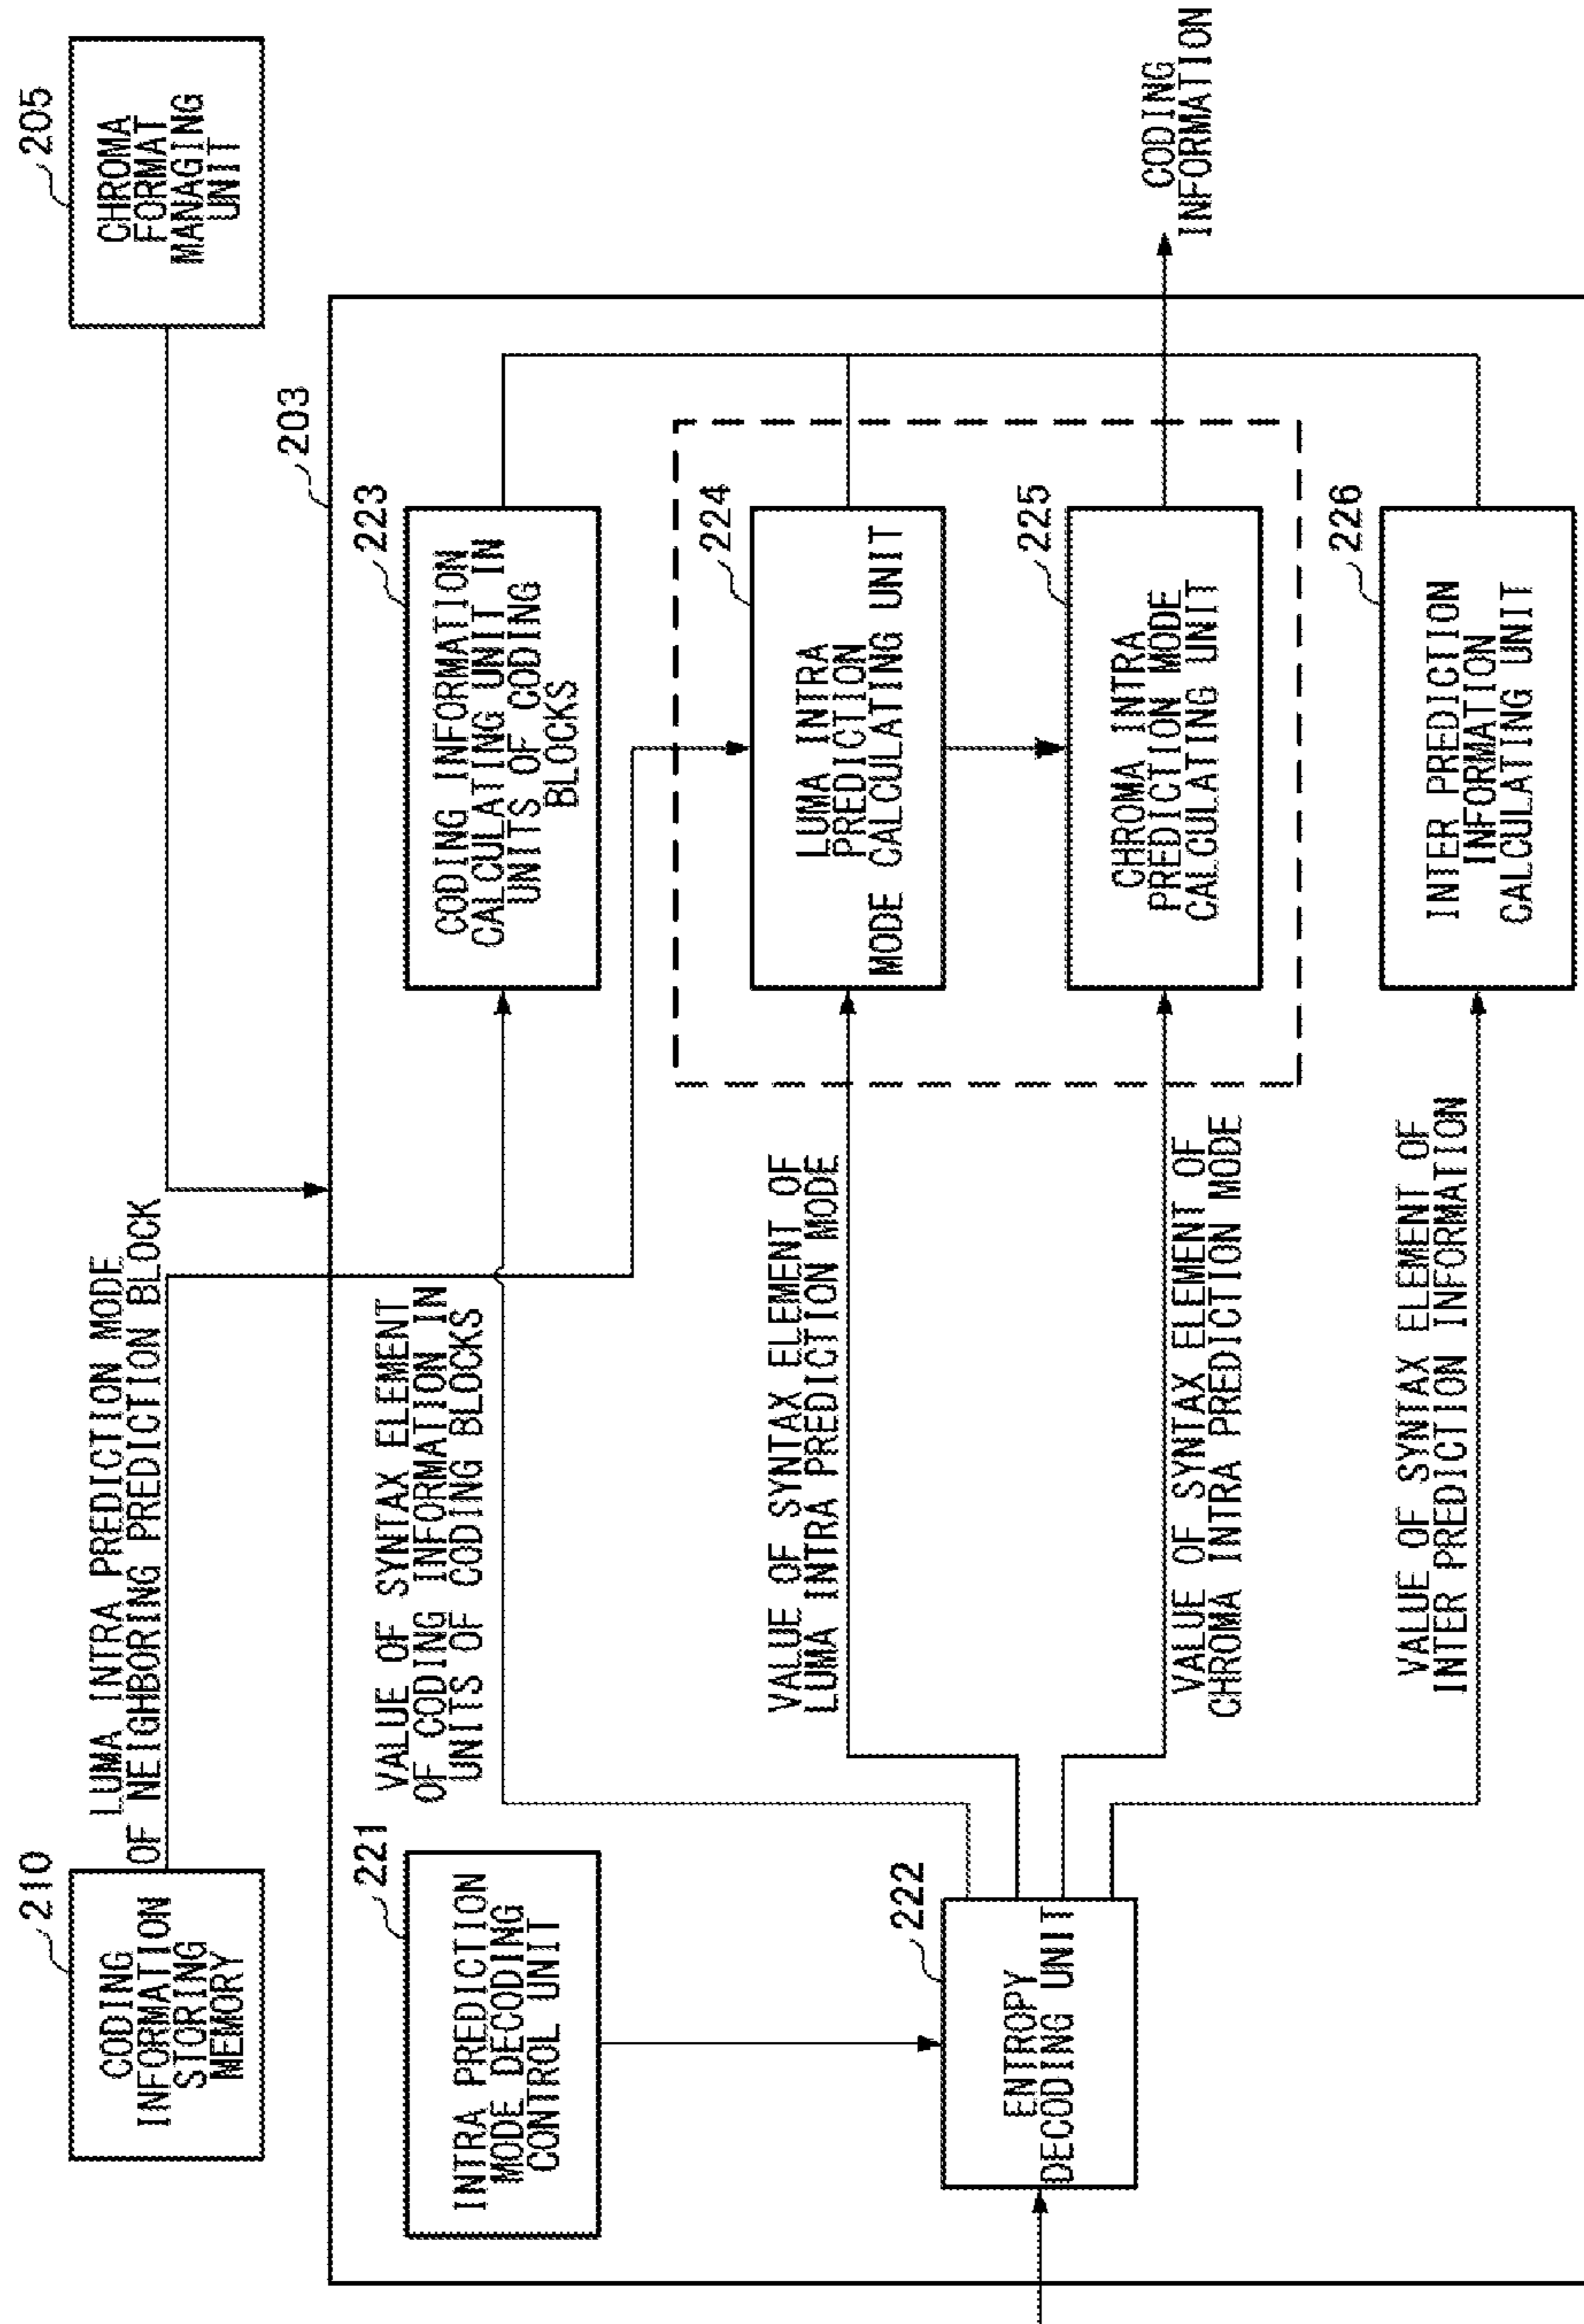 210
CODING
INFORMATION
STORING
MEMORY
LUMA INTRA PREDICTION MODE
OF NEIGHBORING PREDICTION BLOCK
205
CHROMA
FORMAT
MANAGING
UNIT
203
221
INTRA PREDICTION
MODE DECODING
CONTROL UNIT
VALUE OF SYNTAX ELEMENT
OF CODING INFORMATION IN
UNITS OF CODING BLOCKS
223
CODING INFORMATION
CALCULATING UNIT IN
UNITS OF CODING
BLOCKS
VALUE OF SYNTAX ELEMENT OF
LUMA INTRA PREDICTION MODE
224
LUMA INTRA
PREDICTION
MODE CALCULATING UNIT
222
ENTROPY
DECODING UNIT
VALUE OF SYNTAX ELEMENT OF
CHROMA INTRA PREDICTION MODE
225
CHROMA INTRA
PREDICTION MODE
CALCULATING UNIT
CODING
INFORMATION
VALUE OF SYNTAX ELEMENT OF
INTER PREDICTION INFORMATION
226
INTER PREDICTION
INFORMATION
CALCULATING UNIT